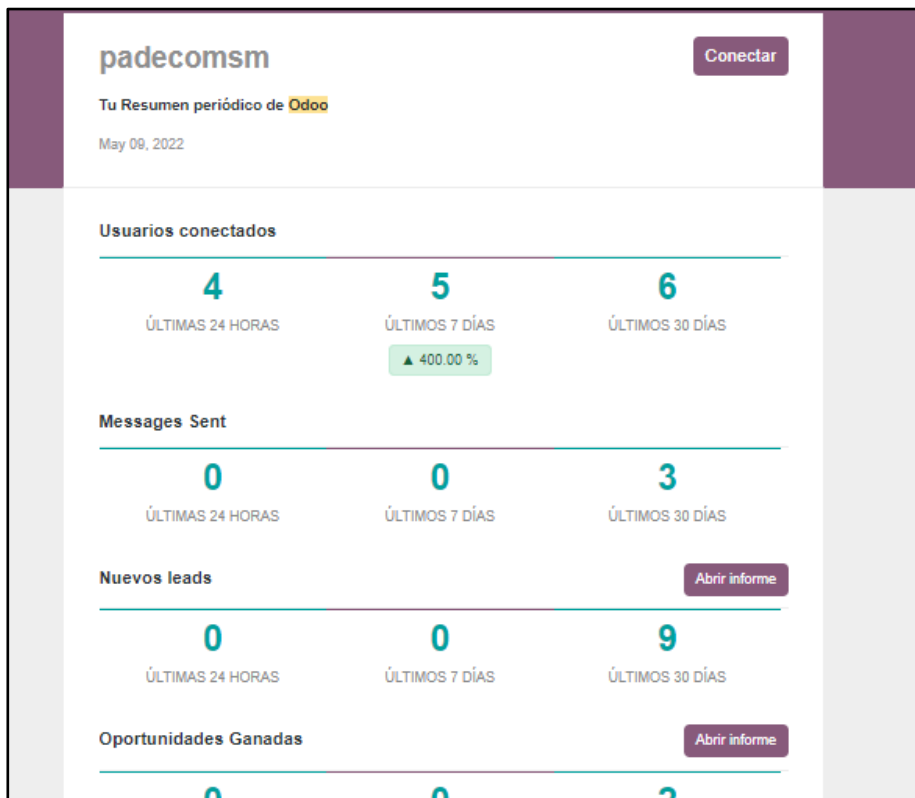 padecomsm
Conectar
Tu Resumen periódico de Odoo
May 09, 2022
Usuarios conectados
4 5 6
ÚLTIMAS 24 HORAS ÚLTIMOS 7 DÍAS ÚLTIMOS 30 DÍAS
▲ 400.00 %
Messages Sent
0 0 3
ÚLTIMAS 24 HORAS ÚLTIMOS 7 DÍAS ÚLTIMOS 30 DÍAS
Nuevos leads
Abrir informe
0 0 9
ÚLTIMAS 24 HORAS ÚLTIMOS 7 DÍAS ÚLTIMOS 30 DÍAS
Oportunidades Ganadas
Abrir informe